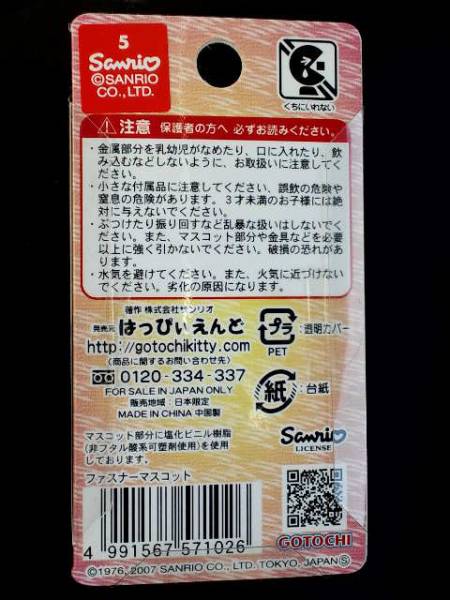 5
Sanrio
©SANRIO
CO., LTD.
くちにいれない
⚠注意 保護者の方へ 必ずお読みください。
・金属部分を乳幼児がなめたり、口に入れたり、飲
み込むなどしないように、お取扱いに注意してく
ださい。
・小さな付属品に注意してください。誤飲の危険や
窒息の危険があります。3才未満のお子様には絶
対に与えないでください。
・ぶつけたり振り回すなど乱暴な扱いはしないでく
ださい。また、マスコット部分や金具などを必要
以上に強く引かないでください。破損の恐れがあ
ります。
・水気を避けてください。また、火気に近づけない
でください。劣化の原因になります。
著作 株式会社サンリオ
発売元 はっぴぃえんど
http://gotochikitty.com
(商品に関するお問い合わせ先)
0120-334-337
FOR SALE IN JAPAN ONLY
販売地域:日本限定
MADE IN CHINA 中国製
プラ :透明カバー
PET
紙 :台紙
マスコット部分に塩化ビニル樹脂
(非フタル酸系可塑剤使用)を使用
しております。
ファスナーマスコット
Sanrio
LICENSE
4 991567 571026
GOTOCHI
©1976, 2007 SANRIO CO., LTD. TOKYO, JAPAN Ⓢ